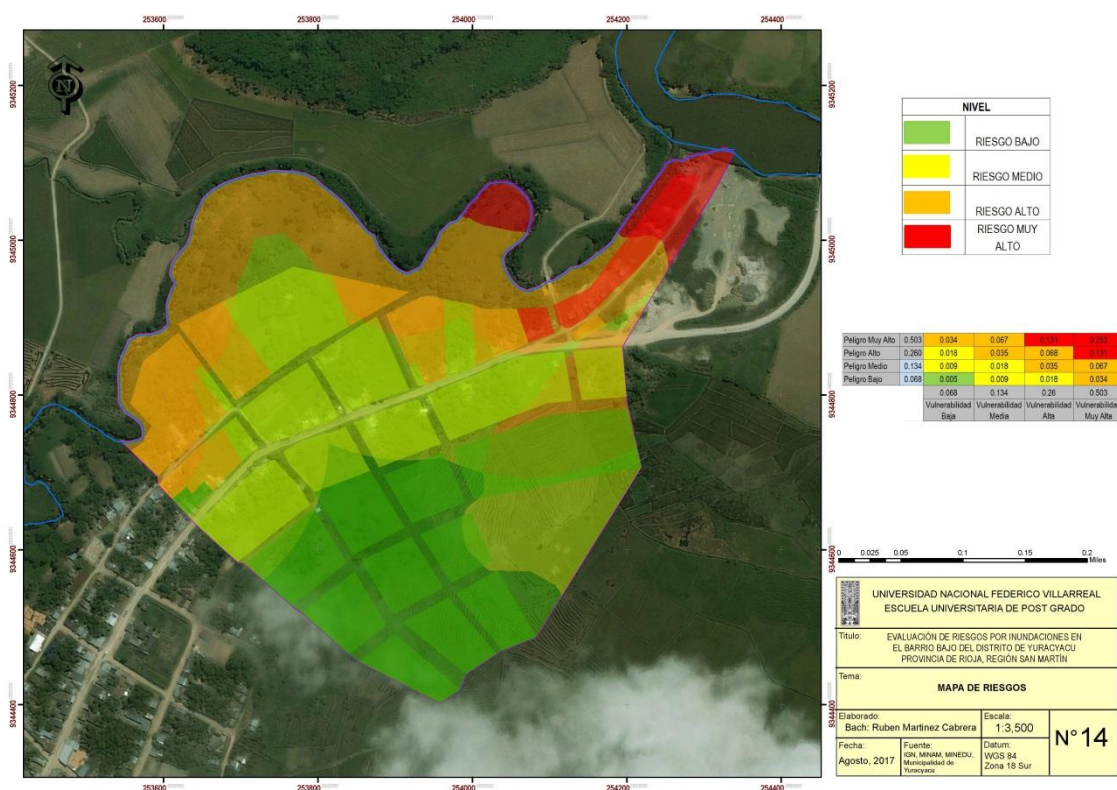 253600
253800
254000
254200
254400
9345200
9345000
9344800
9344600
9344400
N
253600
253800
254000
254200
254400
NIVEL
RIESGO BAJO
RIESGO MEDIO
RIESGO ALTO
RIESGO MUY
ALTO
Peligro Muy Alto 0.503 0.034 0.067 0.131 0.253
Peligro Alto 0.260 0.018 0.035 0.068 0.131
Peligro Medio 0.134 0.009 0.018 0.035 0.067
Peligro Bajo 0.068 0.005 0.009 0.018 0.034
0.068 0.134 0.26 0.503
Vulnerabilidad Vulnerabilidad Vulnerabilidad Vulnerabilida
Baja Media Alta Muy Alta
0 0.025 0.05 0.1 0.15 0.2
Miles
UNIVERSIDAD NACIONAL FEDERICO VILLARREAL
ESCUELA UNIVERSITARIA DE POST GRADO
Titulo: EVALUACIÓN DE RIESGOS POR INUNDACIONES EN
EL BARRIO BAJO DEL DISTRITO DE YURACYACU
PROVINCIA DE RIOJA, REGIÓN SAN MARTÍN
Tema:
MAPA DE RIESGOS
Elaborado:
Bach: Ruben Martinez Cabrera
Escala:
1:3,500
N°14
Fecha:
Agosto, 2017
Fuente:
IGN, MINAM, MINEDU,
Municipalidad de
Yuracyacu
Datum:
WGS 84
Zona 18 Sur